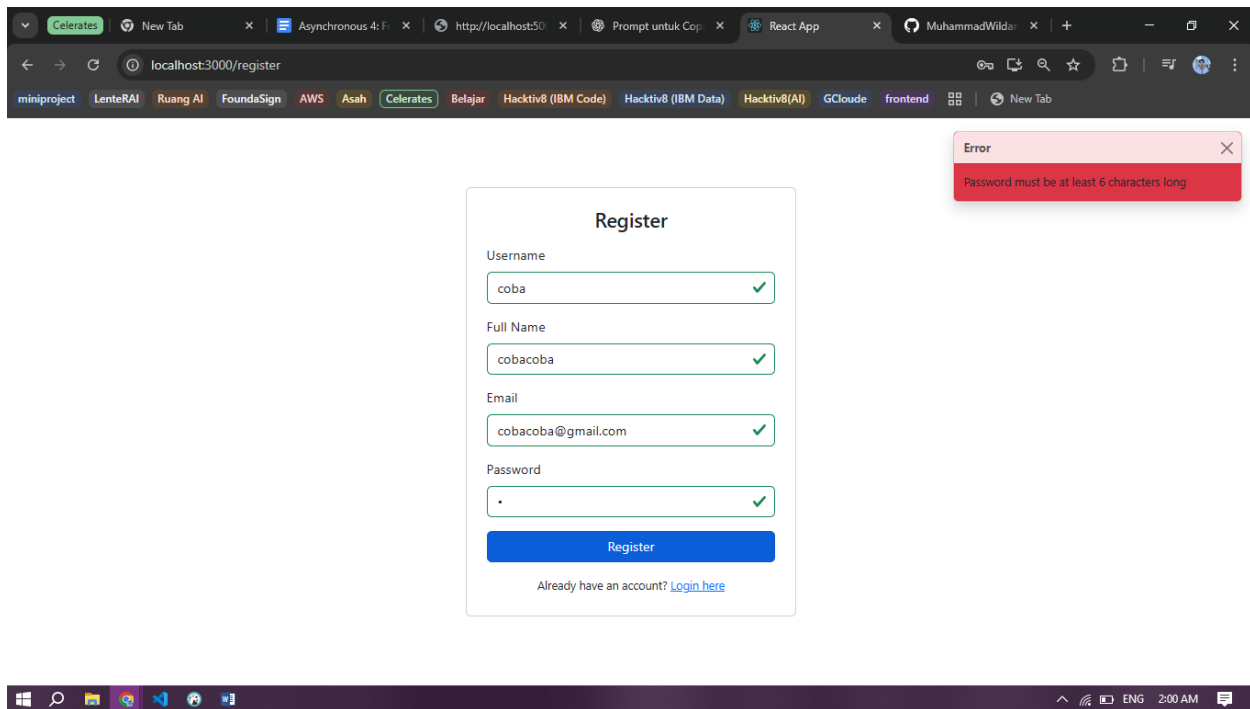 Celerates
New Tab
Asynchronous 4: Fr
http://localhost:500
Prompt untuk Cop
React App
MuhammadWildan
localhost:3000/register
miniproject
LenteRAI
Ruang AI
FoundaSign
AWS
Asah
Celerates
Belajar
Hacktiv8 (IBM Code)
Hacktiv8 (IBM Data)
Hacktiv8(AI)
GCloude
frontend
New Tab
Error
Password must be at least 6 characters long
Register
Username
coba
Full Name
cobacoba
Email
cobacoba@gmail.com
Password
Register
Already have an account? Login here
ENG
2:00 AM